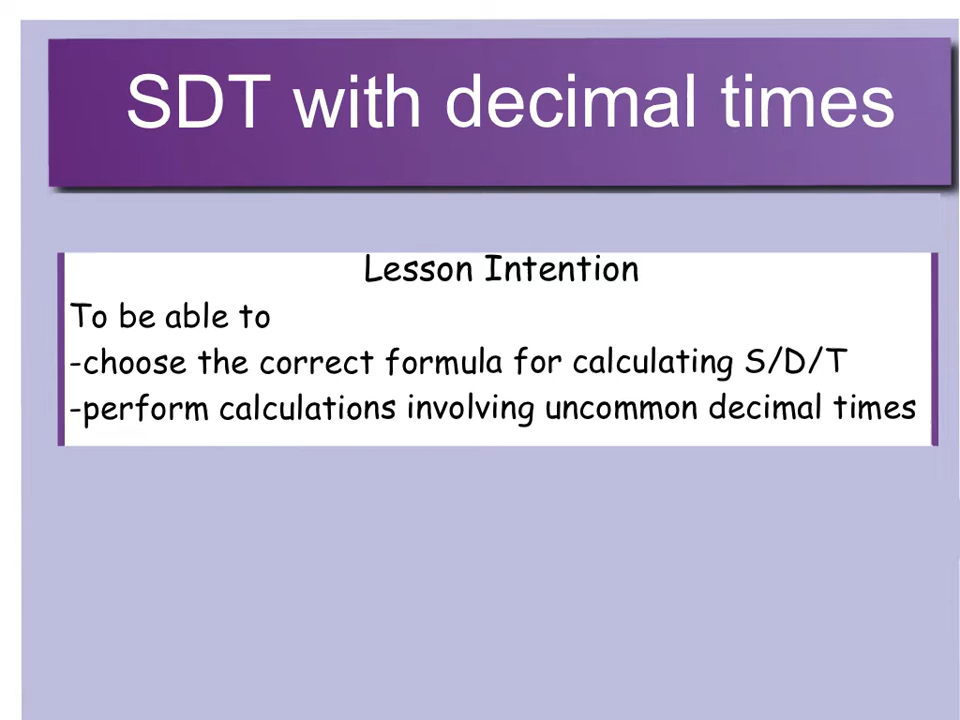 SDT with decimal times
Lesson Intention
To be able to
-choose the correct formula for calculating S/D/T
-perform calculations involving uncommon decimal times